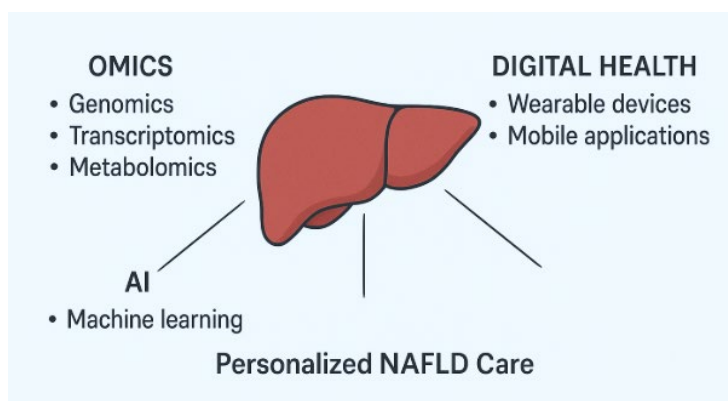 OMICS
• Genomics
• Transcriptomics
• Metabolomics
DIGITAL HEALTH
• Wearable devices
• Mobile applications
AI
• Machine learning
Personalized NAFLD Care